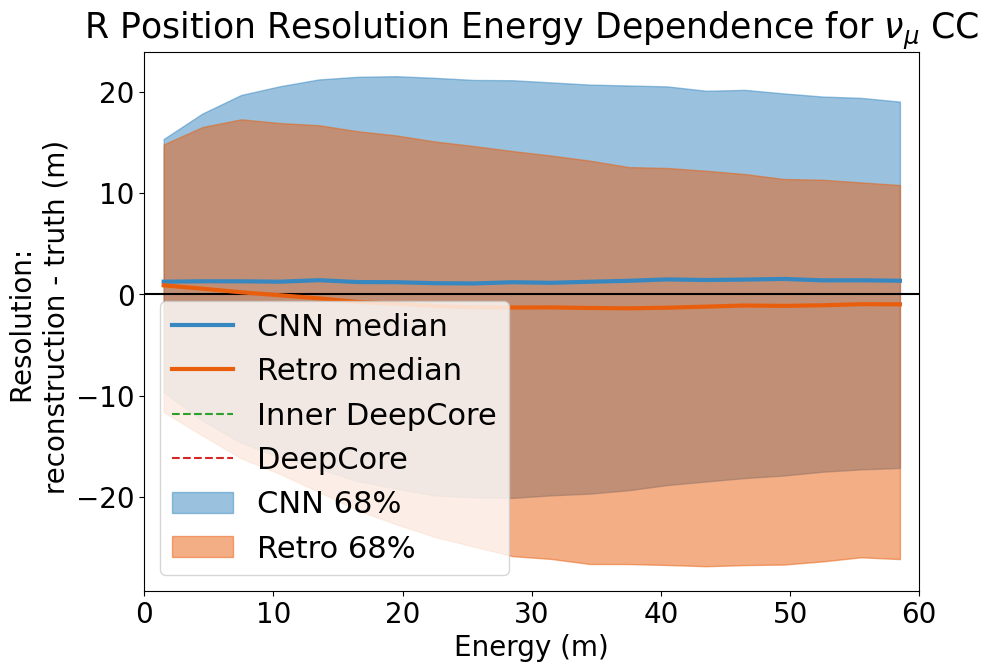 R Position Resolution Energy Dependence for νμ CC
Resolution:
reconstruction - truth (m)
20
10
0
−10
−20
CNN median
Retro median
Inner DeepCore
DeepCore
CNN 68%
Retro 68%
0 10 20 30 40 50 60
Energy (m)